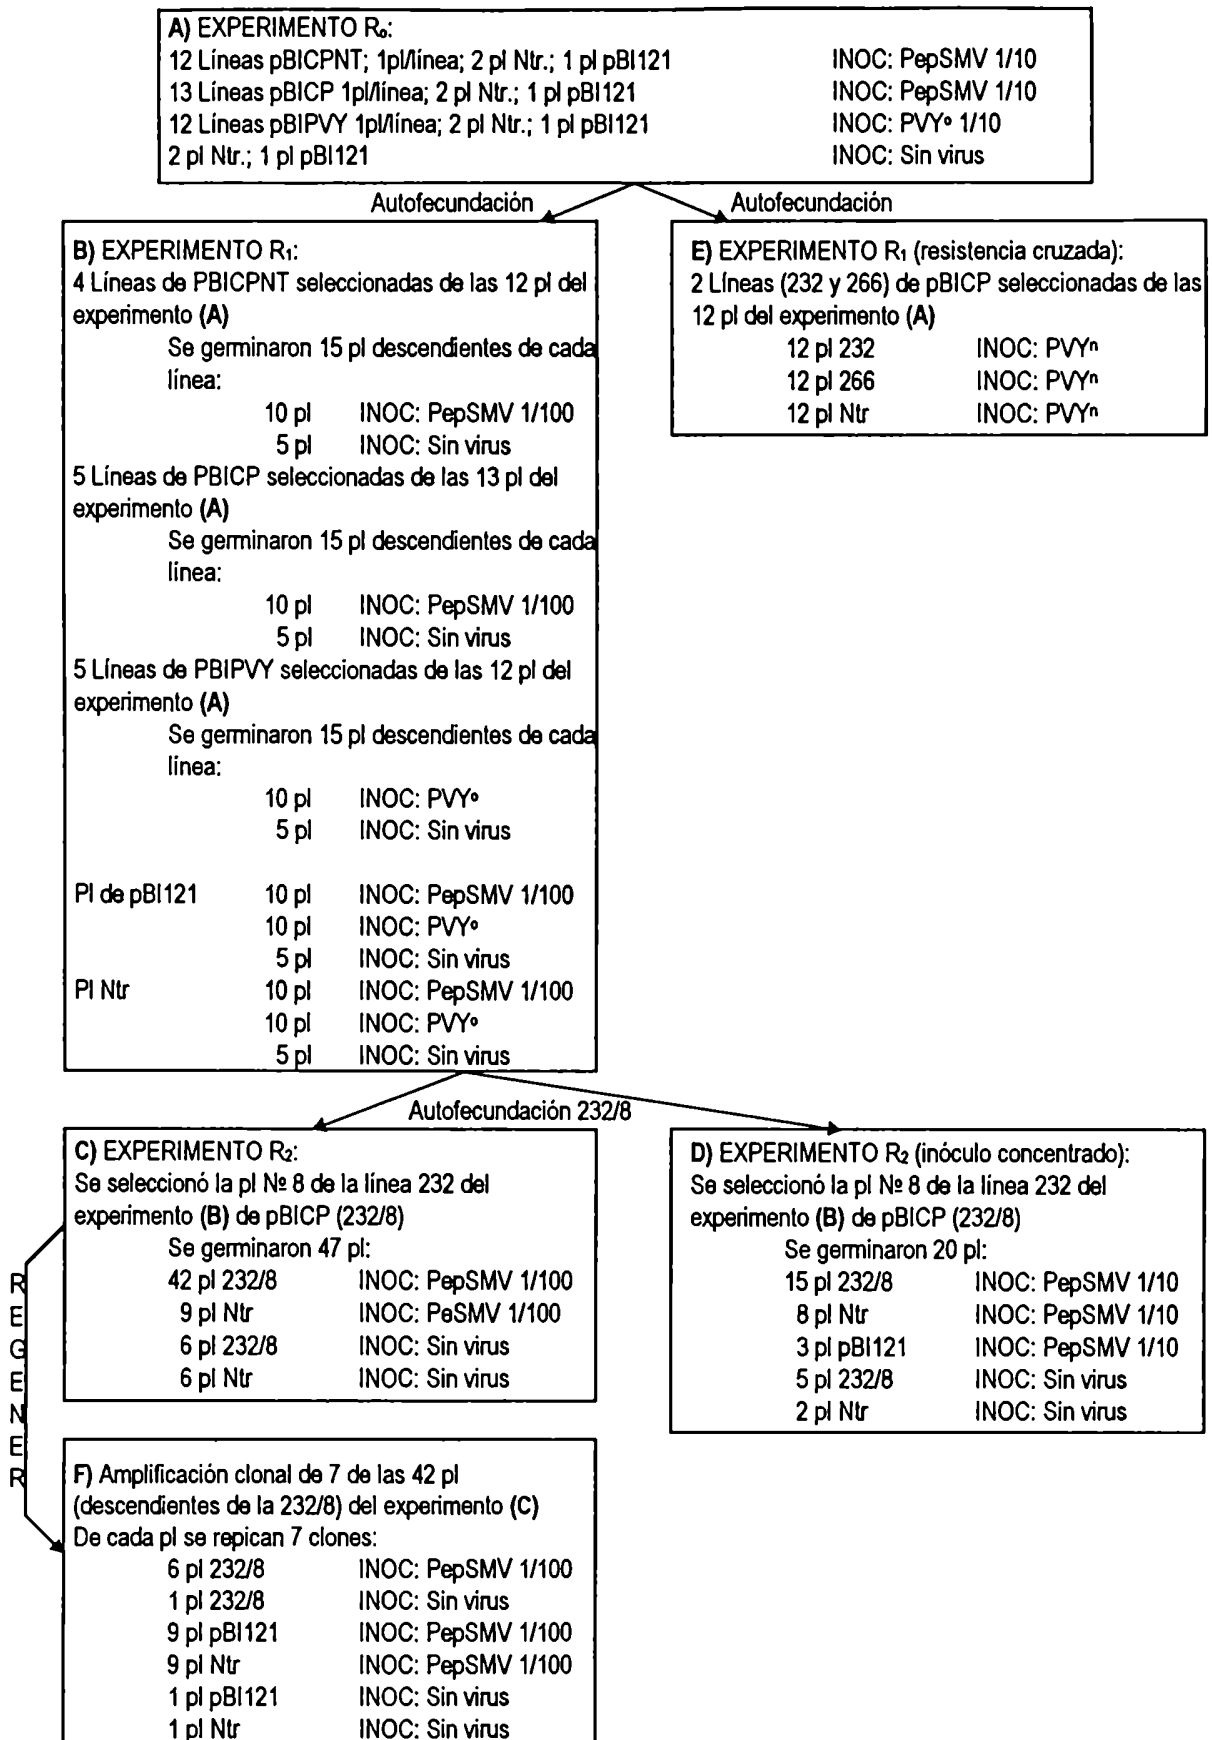 A) EXPERIMENTO R₀:
12 Líneas pBICPNT; 1pl/línea; 2 pl Ntr.; 1 pl pBI121 INOC: PepSMV 1/10
13 Líneas pBICP 1pl/línea; 2 pl Ntr.; 1 pl pBI121 INOC: PepSMV 1/10
12 Líneas pBIPVY 1pl/línea; 2 pl Ntr.; 1 pl pBI121 INOC: PVYº 1/10
2 pl Ntr.; 1 pl pBI121 INOC: Sin virus
Autofecundación
Autofecundación
B) EXPERIMENTO R₁:
4 Líneas de PBICPNT seleccionadas de las 12 pl del
experimento (A)
Se germinaron 15 pl descendientes de cada
línea:
10 pl INOC: PepSMV 1/100
5 pl INOC: Sin virus
5 Líneas de PBICP seleccionadas de las 13 pl del
experimento (A)
Se germinaron 15 pl descendientes de cada
línea:
10 pl INOC: PepSMV 1/100
5 pl INOC: Sin virus
5 Líneas de PBIPVY seleccionadas de las 12 pl del
experimento (A)
Se germinaron 15 pl descendientes de cada
línea:
10 pl INOC: PVYº
5 pl INOC: Sin virus
Pl de pBI121 10 pl INOC: PepSMV 1/100
10 pl INOC: PVYº
5 pl INOC: Sin virus
Pl Ntr 10 pl INOC: PepSMV 1/100
10 pl INOC: PVYº
5 pl INOC: Sin virus
E) EXPERIMENTO R₁ (resistencia cruzada):
2 Líneas (232 y 266) de pBICP seleccionadas de las
12 pl del experimento (A)
12 pl 232 INOC: PVYⁿ
12 pl 266 INOC: PVYⁿ
12 pl Ntr INOC: PVYⁿ
Autofecundación 232/8
C) EXPERIMENTO R₂:
Se seleccionó la pl Nº 8 de la línea 232 del
experimento (B) de pBICP (232/8)
Se germinaron 47 pl:
42 pl 232/8 INOC: PepSMV 1/100
9 pl Ntr INOC: PeSMV 1/100
6 pl 232/8 INOC: Sin virus
6 pl Ntr INOC: Sin virus
D) EXPERIMENTO R₂ (inóculo concentrado):
Se seleccionó la pl Nº 8 de la línea 232 del
experimento (B) de pBICP (232/8)
Se germinaron 20 pl:
15 pl 232/8 INOC: PepSMV 1/10
8 pl Ntr INOC: PepSMV 1/10
3 pl pBI121 INOC: PepSMV 1/10
5 pl 232/8 INOC: Sin virus
2 pl Ntr INOC: Sin virus
REGENER
F) Amplificación clonal de 7 de las 42 pl
(descendientes de la 232/8) del experimento (C)
De cada pl se repican 7 clones:
6 pl 232/8 INOC: PepSMV 1/100
1 pl 232/8 INOC: Sin virus
9 pl pBI121 INOC: PepSMV 1/100
9 pl Ntr INOC: PepSMV 1/100
1 pl pBI121 INOC: Sin virus
1 pl Ntr INOC: Sin virus